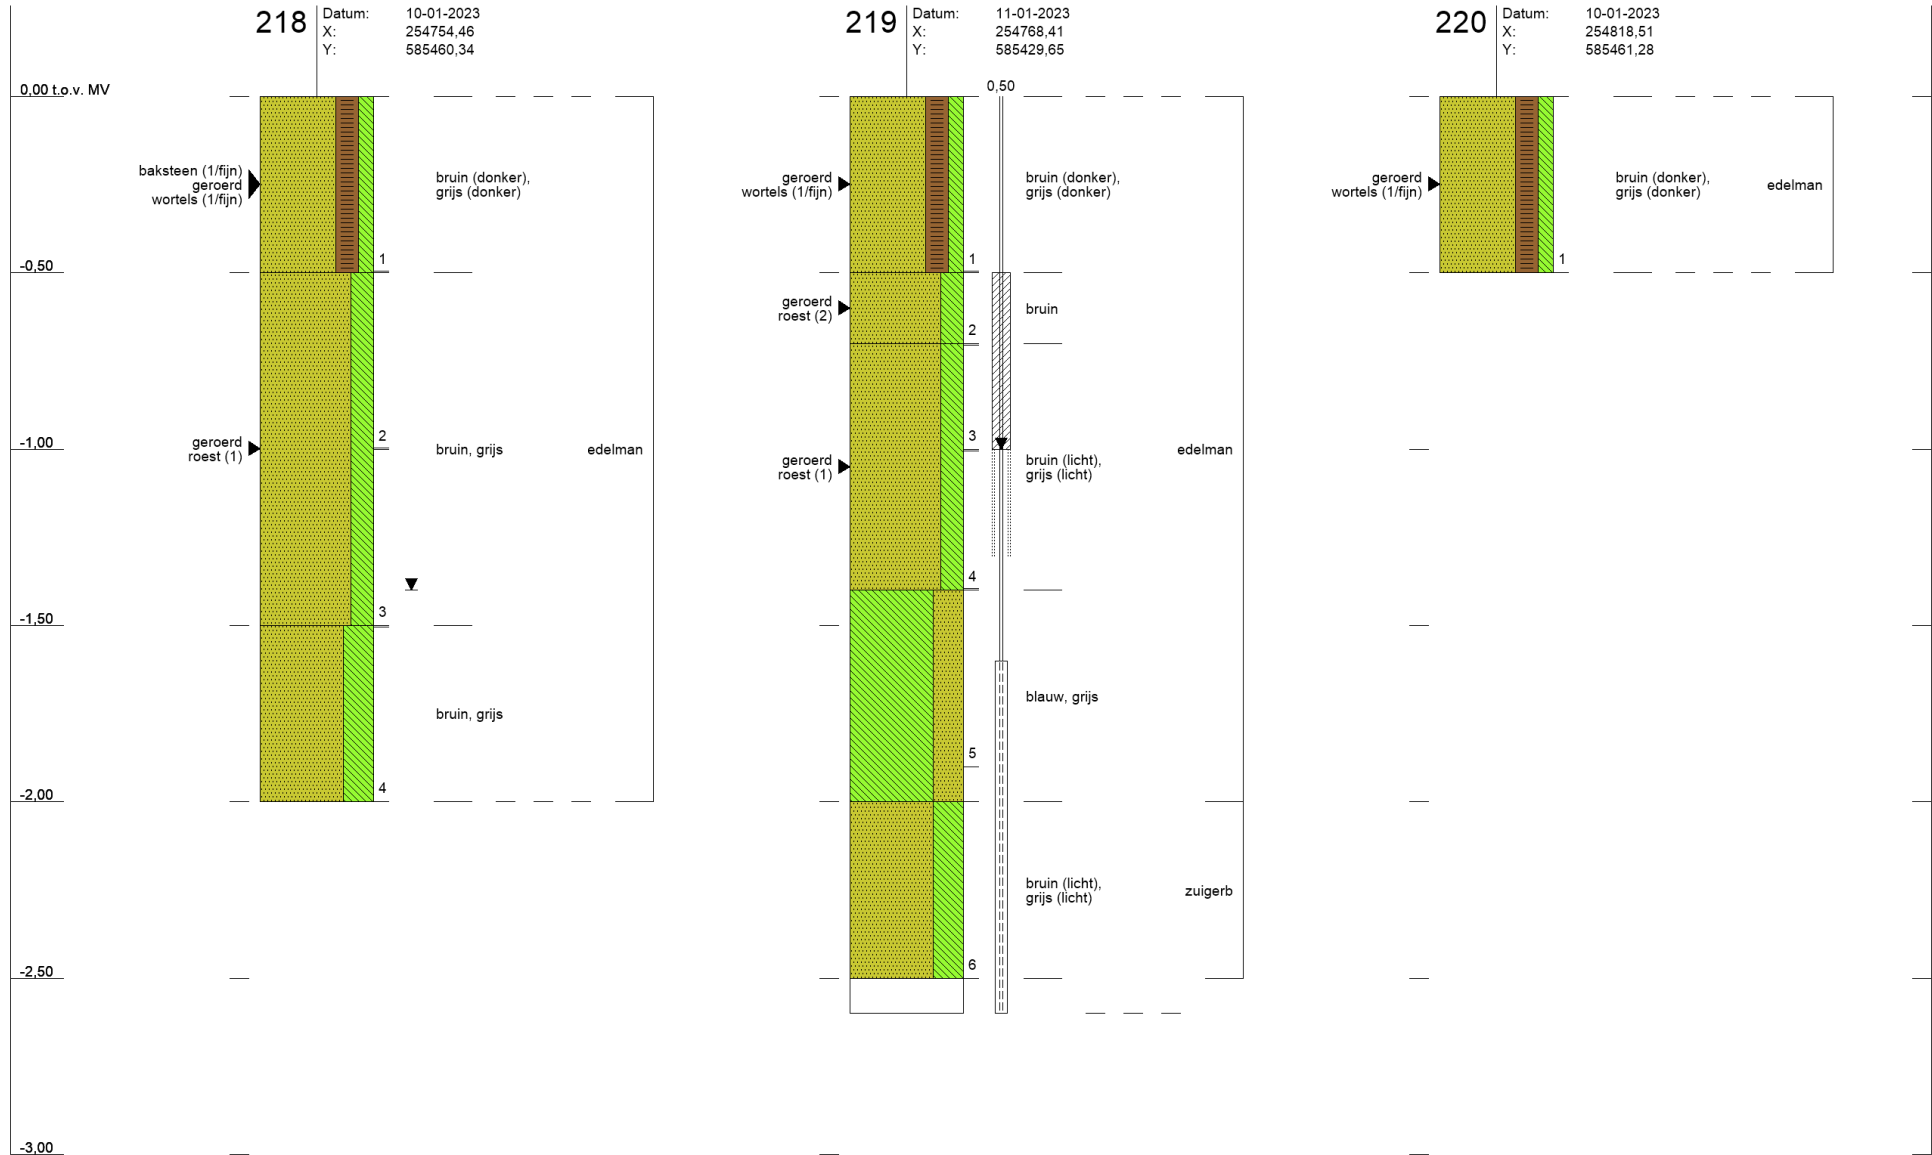 218
Datum: 10-01-2023
X: 254754,46
Y: 585460,34
219
Datum: 11-01-2023
X: 254768,41
Y: 585429,65
220
Datum: 10-01-2023
X: 254818,51
Y: 585461,28
0,00 t.o.v. MV
-0,50
-1,00
-1,50
-2,00
-2,50
-3,00
baksteen (1/fijn)
geroerd
wortels (1/fijn)
bruin (donker),
grijs (donker)
1
geroerd
roest (1)
2
bruin, grijs
edelman
3
bruin, grijs
4
0,50
geroerd
wortels (1/fijn)
bruin (donker),
grijs (donker)
1
geroerd
roest (2)
bruin
2
3
geroerd
roest (1)
bruin (licht),
grijs (licht)
edelman
4
blauw, grijs
5
bruin (licht),
grijs (licht)
zuigerb
6
geroerd
wortels (1/fijn)
bruin (donker),
grijs (donker)
edelman
1